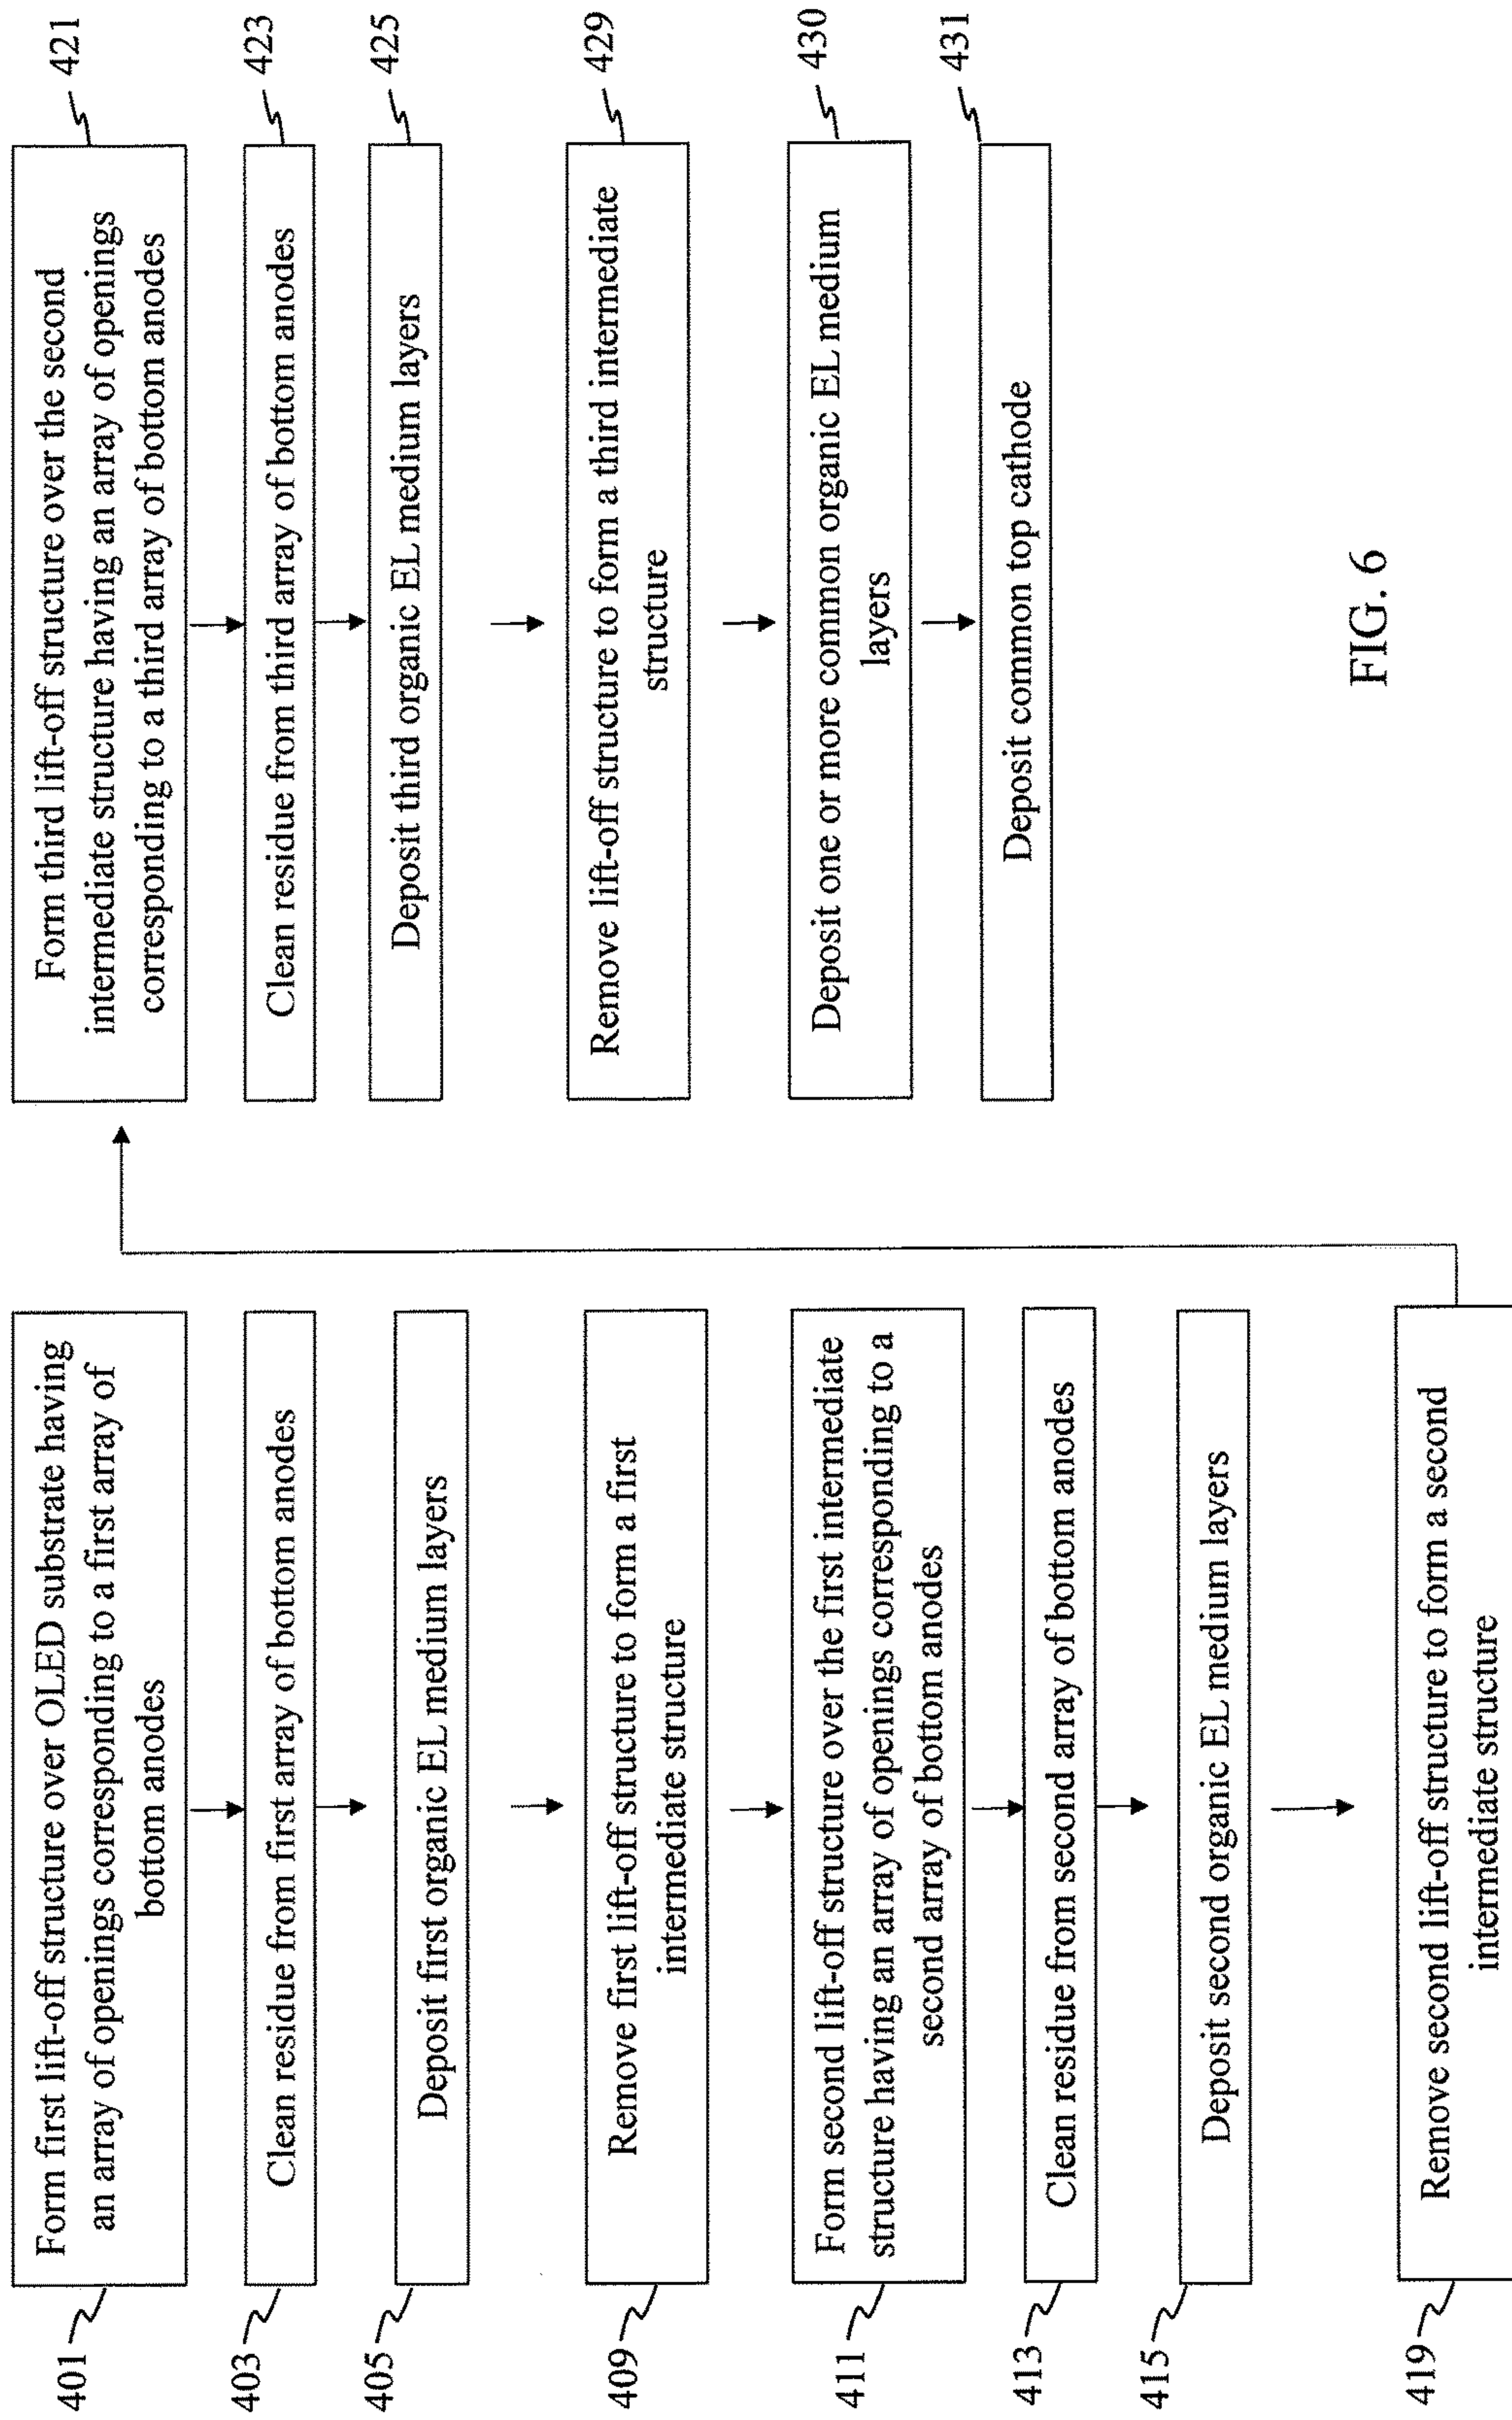 401
Form first lift-off structure over OLED substrate having
an array of openings corresponding to a first array of
bottom anodes
403
Clean residue from first array of bottom anodes
405
Deposit first organic EL medium layers
409
Remove first lift-off structure to form a first
intermediate structure
411
Form second lift-off structure over the first intermediate
structure having an array of openings corresponding to a
second array of bottom anodes
413
Clean residue from second array of bottom anodes
415
Deposit second organic EL medium layers
419
Remove second lift-off structure to form a second
intermediate structure
Form third lift-off structure over the second
intermediate structure having an array of openings
corresponding to a third array of bottom anodes
421
Clean residue from third array of bottom anodes
423
Deposit third organic EL medium layers
425
Remove lift-off structure to form a third intermediate
structure
429
Deposit one or more common organic EL medium
layers
430
Deposit common top cathode
431
FIG. 6